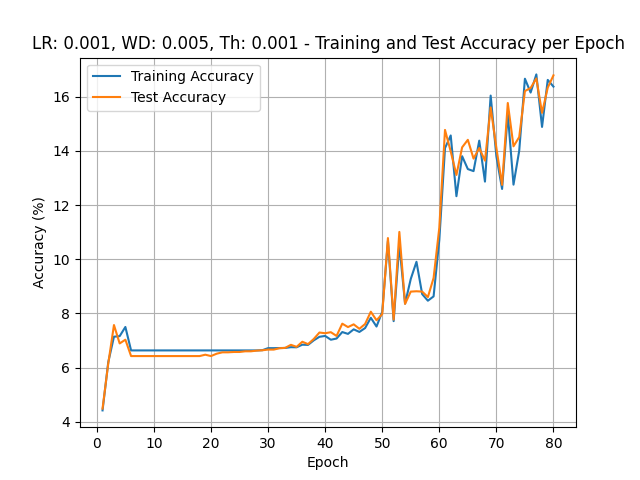 LR: 0.001, WD: 0.005, Th: 0.001 - Training and Test Accuracy per Epoch
Training Accuracy
Test Accuracy
Accuracy (%)
16
14
12
10
8
6
4
0 10 20 30 40 50 60 70 80
Epoch